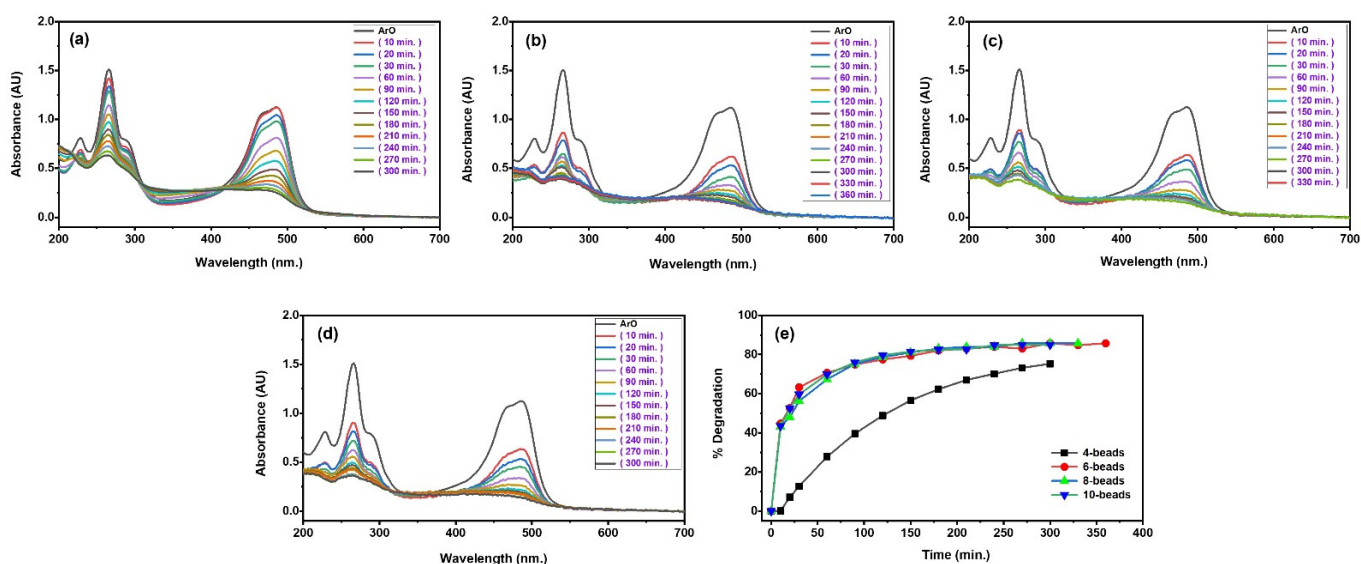 (a)
Absorbance (AU)
2.0
1.5
1.0
0.5
0.0
200 300 400 500 600 700
Wavelength (nm.)
ArO
( 10 min. )
( 20 min. )
( 30 min. )
( 60 min. )
( 90 min. )
( 120 min. )
( 150 min. )
( 180 min. )
( 210 min. )
( 240 min. )
( 270 min. )
( 300 min. )
(b)
Absorbance (AU)
2.0
1.5
1.0
0.5
0.0
200 300 400 500 600 700
Wavelength (nm.)
ArO
( 10 min. )
( 20 min. )
( 30 min. )
( 60 min. )
( 90 min. )
( 120 min. )
( 150 min. )
( 180 min. )
( 210 min. )
( 240 min. )
( 270 min. )
( 300 min. )
( 330 min. )
( 360 min. )
(c)
Absorbance (AU)
2.0
1.5
1.0
0.5
0.0
200 300 400 500 600 700
Wavelength (nm.)
ArO
( 10 min. )
( 20 min. )
( 30 min. )
( 60 min. )
( 90 min. )
( 120 min. )
( 150 min. )
( 180 min. )
( 210 min. )
( 240 min. )
( 270 min. )
( 300 min. )
( 330 min. )
(d)
Absorbance (AU)
2.0
1.5
1.0
0.5
0.0
200 300 400 500 600 700
Wavelength (nm.)
ArO
( 10 min. )
( 20 min. )
( 30 min. )
( 60 min. )
( 90 min. )
( 120 min. )
( 150 min. )
( 180 min. )
( 210 min. )
( 240 min. )
( 270 min. )
( 300 min. )
(e)
% Degradation
100
80
60
40
20
0
0 50 100 150 200 250 300 350 400
Time (min.)
4-beads
6-beads
8-beads
10-beads